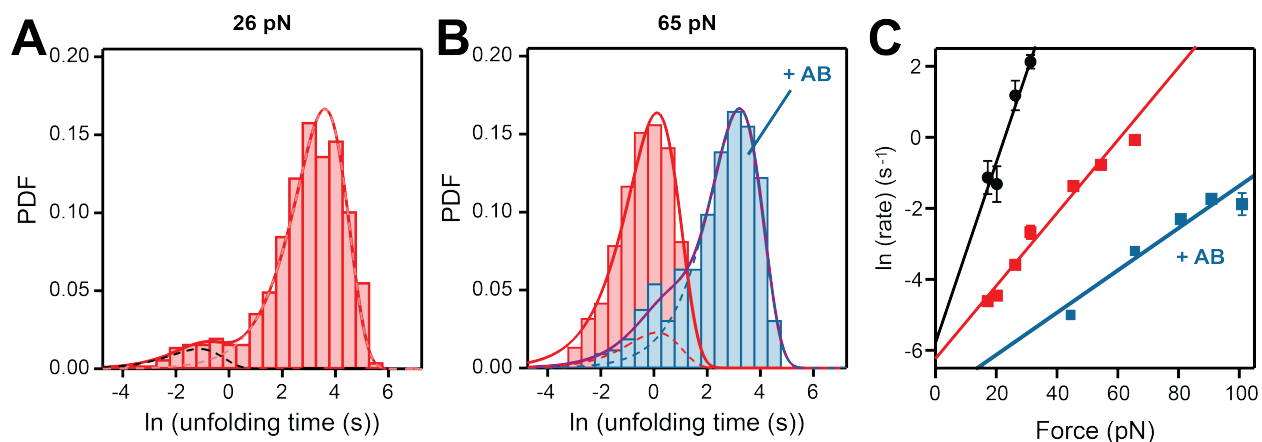 A
26 pN
PDF
0.20
0.15
0.10
0.05
0.00
-4
-2
0
2
4
6
ln (unfolding time (s))
B
65 pN
+ AB
PDF
0.20
0.15
0.10
0.05
0.00
-4
-2
0
2
4
6
ln (unfolding time (s))
C
ln (rate) (s⁻¹)
2
0
-2
-4
-6
+ AB
0
20
40
60
80
100
Force (pN)